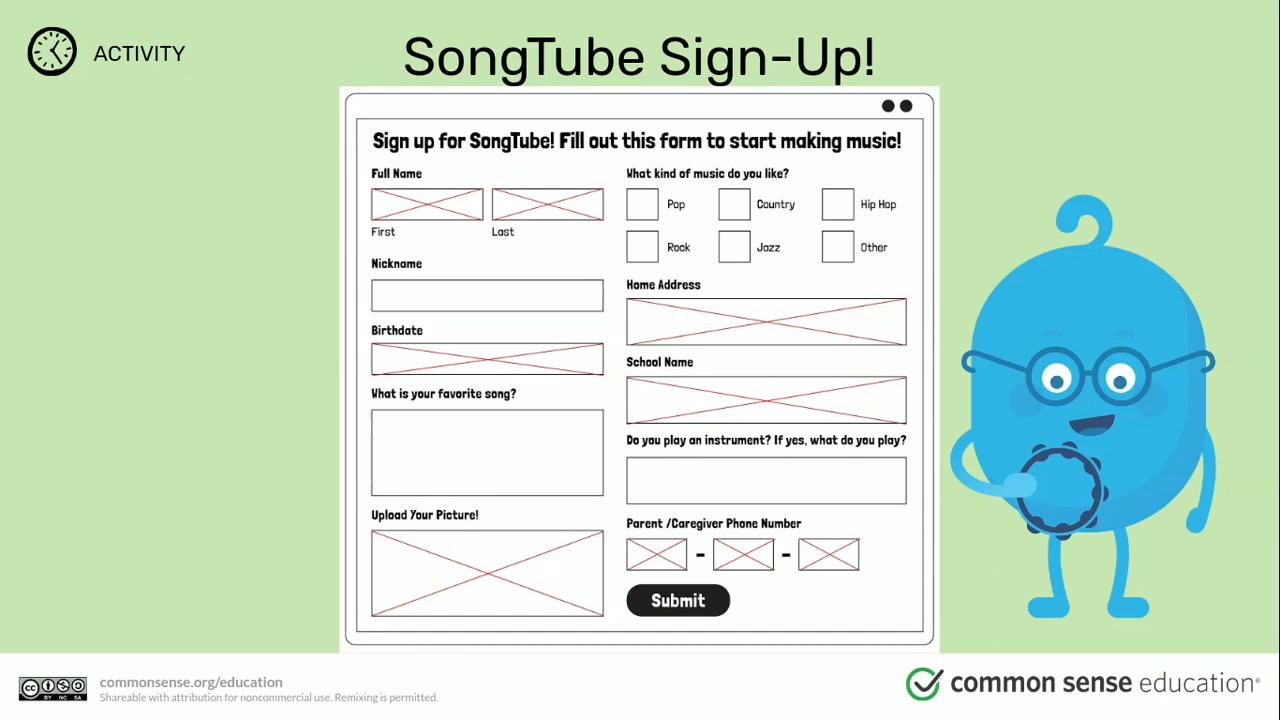 ACTIVITY
SongTube Sign-Up!
Sign up for SongTube! Fill out this form to start making music!
Full Name
First Last
Nickname
Birthdate
What is your favorite song?
Upload Your Picture!
What kind of music do you like?
Pop Country Hip Hop
Rock Jazz Other
Home Address
School Name
Do you play an instrument? If yes, what do you play?
Parent /Caregiver Phone Number
- -
Submit
cc BY NC SA
commonsense.org/education
Shareable with attribution for noncommercial use. Remixing is permitted.
common sense education®